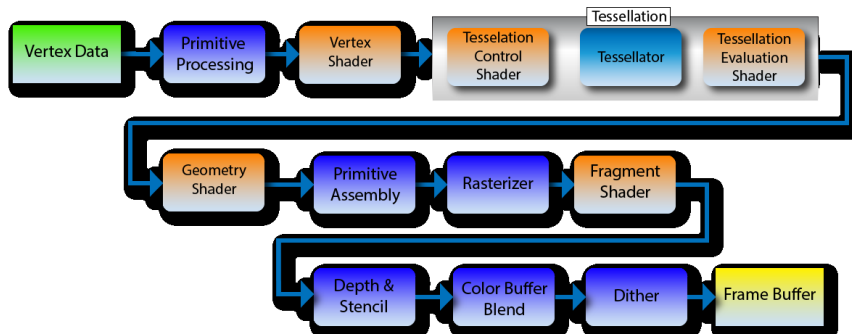 Tessellation
Vertex Data
Primitive
Processing
Vertex
Shader
Tesselation
Control
Shader
Tessellator
Tessellation
Evaluation
Shader
Geometry
Shader
Primitive
Assembly
Rasterizer
Fragment
Shader
Depth &
Stencil
Color Buffer
Blend
Dither
Frame Buffer